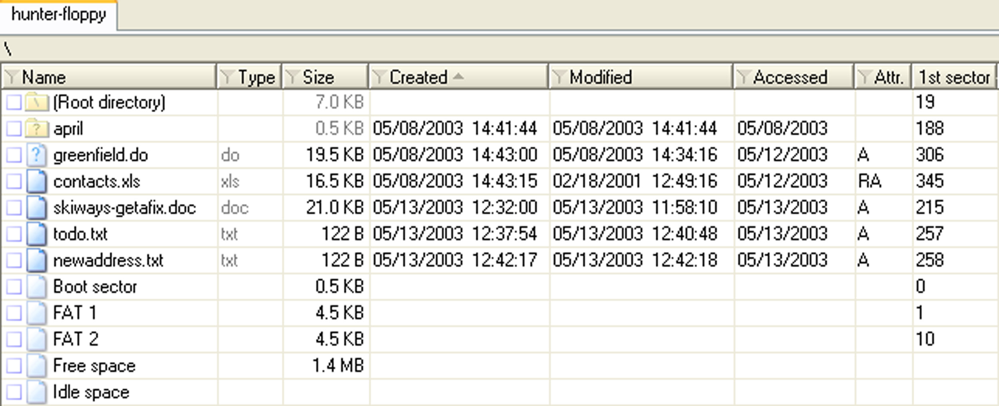 hunter-floppy
\
Name Type Size Created Modified Accessed Attr. 1st sector
(Root directory) 7.0 KB 19
april 0.5 KB 05/08/2003 14:41:44 05/08/2003 14:41:44 05/08/2003 188
greenfield.do do 19.5 KB 05/08/2003 14:43:00 05/08/2003 14:34:16 05/12/2003 A 306
contacts.xls xls 16.5 KB 05/08/2003 14:43:15 02/18/2001 12:49:16 05/12/2003 RA 345
skiways-getafix.doc doc 21.0 KB 05/13/2003 12:32:00 05/13/2003 11:58:10 05/13/2003 A 215
todo.txt txt 122 B 05/13/2003 12:37:54 05/13/2003 12:40:48 05/13/2003 A 257
newaddress.txt txt 122 B 05/13/2003 12:42:17 05/13/2003 12:42:18 05/13/2003 A 258
Boot sector 0.5 KB 0
FAT 1 4.5 KB 1
FAT 2 4.5 KB 10
Free space 1.4 MB
Idle space